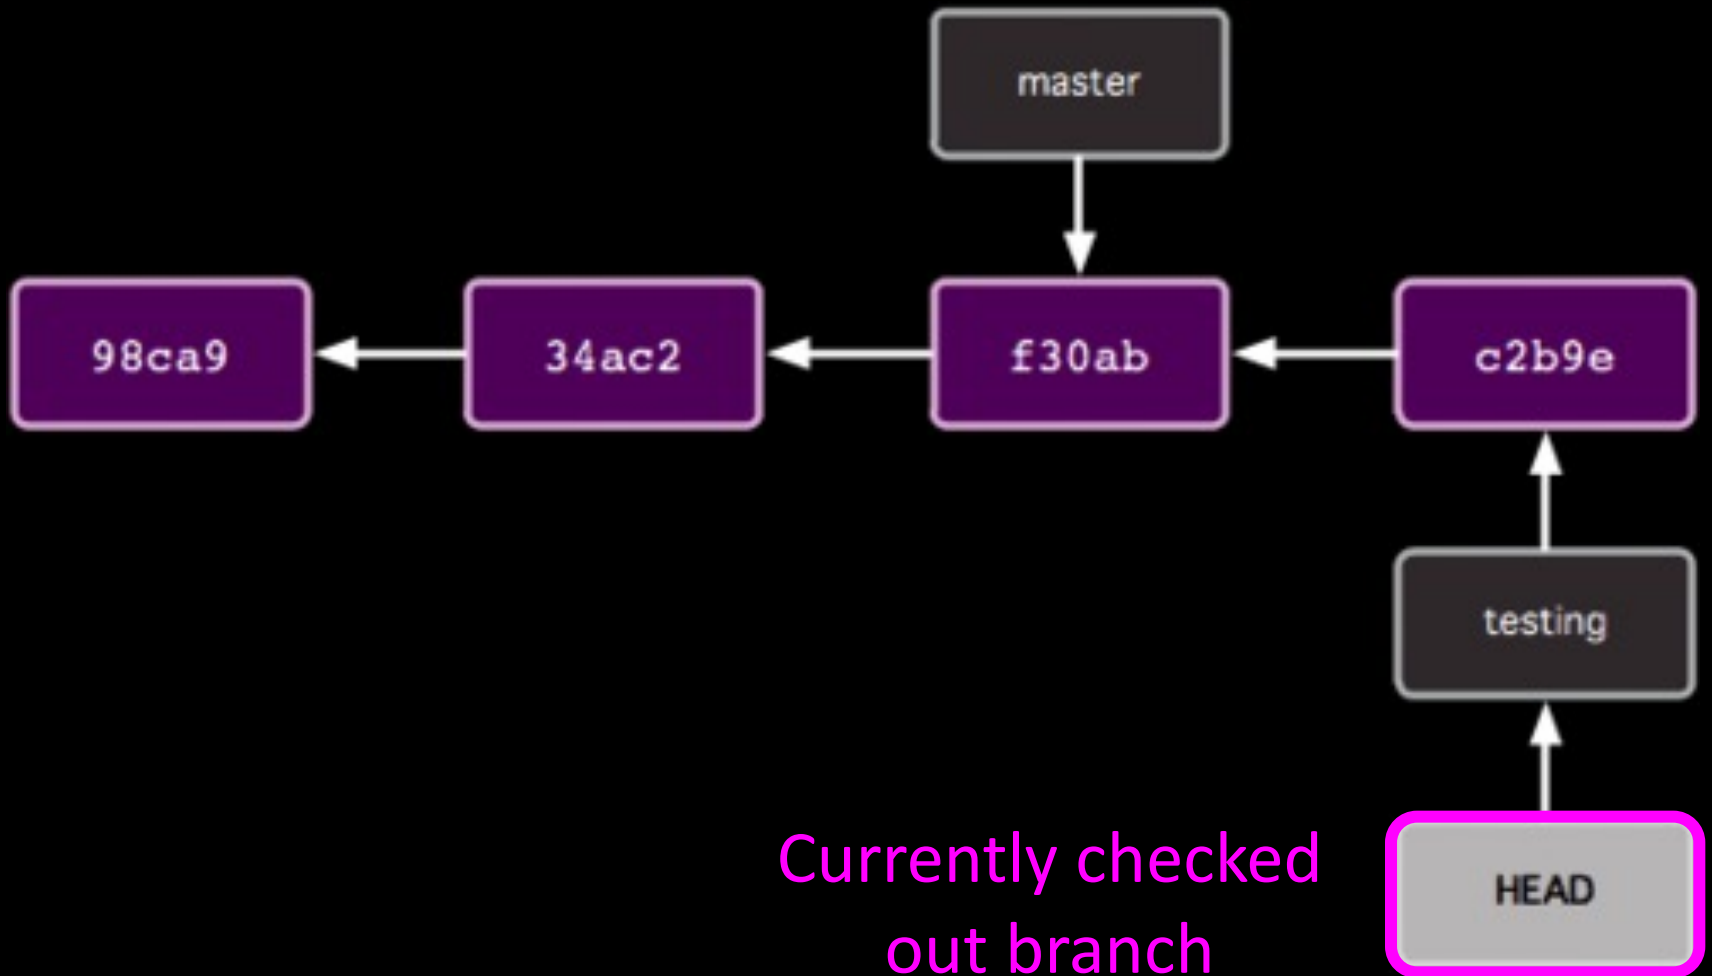 master
98ca9
34ac2
f30ab
c2b9e
testing
Currently checked
out branch
HEAD